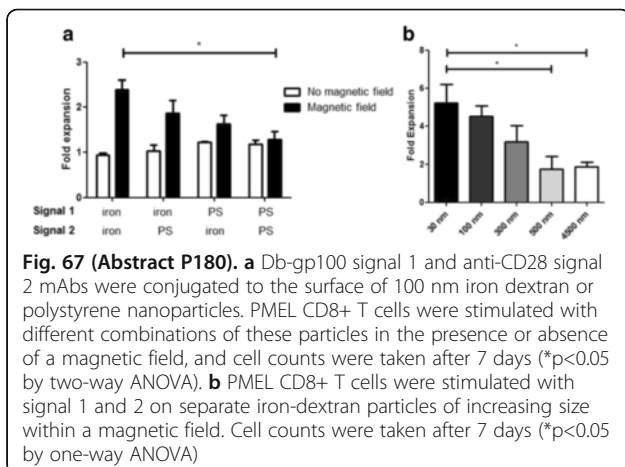 a
*
Fold expansion
3
2
1
0
No magnetic field
Magnetic field
Signal 1 iron iron PS PS
Signal 2 iron PS iron PS
b
*
*
Fold Expansion
8
6
4
2
0
30 nm 100 nm 300 nm 500 nm 4500 nm
Fig. 67 (Abstract P180). a Db-gp100 signal 1 and anti-CD28 signal
2 mAbs were conjugated to the surface of 100 nm iron dextran or
polystyrene nanoparticles. PMEL CD8+ T cells were stimulated with
different combinations of these particles in the presence or absence
of a magnetic field, and cell counts were taken after 7 days (*p<0.05
by two-way ANOVA). b PMEL CD8+ T cells were stimulated with
signal 1 and 2 on separate iron-dextran particles of increasing size
within a magnetic field. Cell counts were taken after 7 days (*p<0.05
by one-way ANOVA)